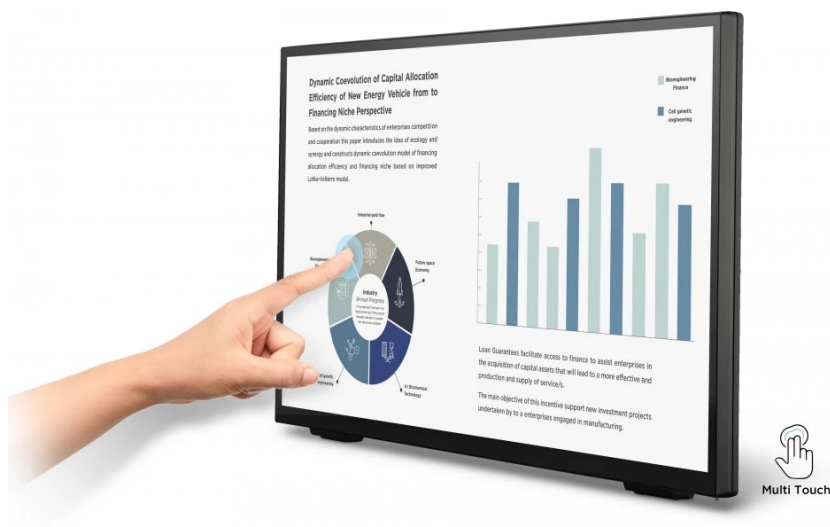 Dynamic Coevolution of Capital Allocation
Efficiency of New Energy Vehicle from to
Financing Niche Perspective
Based on the dynamic characteristics of enterprises competition
and cooperation this paper introduces the idea of ecology and
synergy and constructs dynamic coevolution model of financing
allocation efficiency and financing niche based on improved
Lotka-Volterra model.
Industrial gold flow
Future space
Economy
Industry
Annual Progress
A.I Biochemical
Technology
engineering
Bioengineering
Finance
Cell genetic
engineering
Loan Guarantees facilitate access to finance to assist enterprises in
the acquisition of capital assets that will lead to a more effective and
production and supply of service/s.
The main objective of this incentive support new investment projects
undertaken by to a enterprises engaged in manufacturing.
Multi Touch